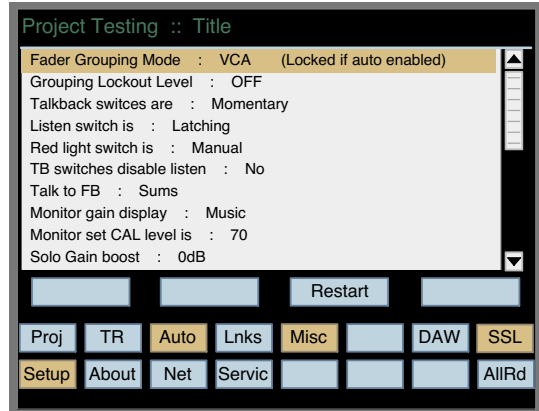 Project Testing :: Title
Fader Grouping Mode : VCA (Locked if auto enabled)
Grouping Lockout Level : OFF
Talkback switces are : Momentary
Listen switch is : Latching
Red light switch is : Manual
TB switches disable listen : No
Talk to FB : Sums
Monitor gain display : Music
Monitor set CAL level is : 70
Solo Gain boost : 0dB
Restart
Proj TR Auto Lnks Misc DAW SSL
Setup About Net Servic AllRd